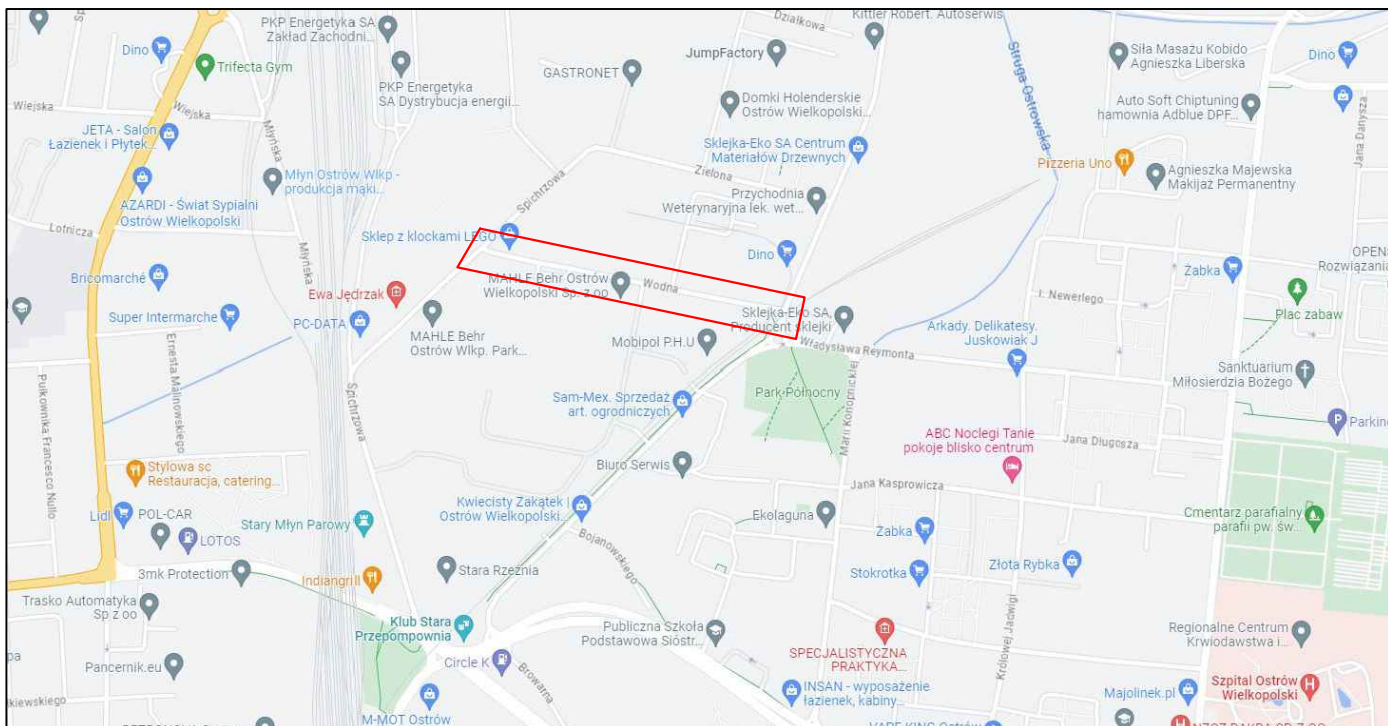 PKP Energetyka SA
Zakład Zachodni...
Dino
Trifecta Gym
PKP Energetyka
SA Dystrybucja energii...
GASTRONET
Działkowa
Kittler Robert. Autoserwis
JumpFactory
Domki Holenderskie
Ostrów Wielkopolski...
Struga Ostrowska
Siła Masażu Kobido
Agnieszka Liberska
Dino
Auto Soft Chiptuning
hamownia Adblue DPF...
Jana Danysza
Wiejska
Wiejska
Młyńska
JETA - Salon
Łazienek i Płytek...
Sklejka-Eko SA Centrum
Materiałów Drzewnych
Pizzeria Uno
Agnieszka Majewska
Makijaż Permanentny
Młyn Ostrów Wlkp -
produkcja mąki...
Zielona
Spichrzowa
Przychodnia
Weterynaryjna lek. wet...
AZARDI - Świat Sypialni
Ostrów Wielkopolski
Lotnicza
Młyńska
Sklep z klockami LEGO
Dino
OPEN
Rozwiązania
Żabka
Bricomarché
MAHLE Behr Ostrów
Wielkopolski Sp. z oo
Wodna
Ewa Jędrzak
I. Newerlego
Plac zabaw
Super Intermarche
PC-DATA
Sklejka-Eko SA,
Producent sklejki
Arkady. Delikatesy.
Juskowiak J
MAHLE Behr
Ostrów Wlkp. Park...
Mobipol P.H.U
Władysława Reymonta
Ernesta Malinowskiego
Sanktuarium
Miłosierdzia Bożego
Pułkownika Francesco Nullo
Spichrzowa
Sam-Mex. Sprzedaż
art. ogrodniczych
Park Północny
Marii Konopnickiej
P
Parking
ABC Noclegi Tanie
pokoje blisko centrum
Jana Długosza
Stylowa sc
Restauracja, catering...
Biuro Serwis
Jana Kasprowicza
Lidl
POL-CAR
Kwiecisty Zakątek |
Ostrów Wielkopolski...
Ekolaguna
Cmentarz parafialny
parafii pw. św...
Stary Młyn Parowy
LOTOS
Żabka
Bojanowskiego
3mk Protection
Stara Rzeźnia
Stokrotka
Złota Rybka
Indiangrill
Trasko Automatyka
Sp z oo
Klub Stara
Przepompownia
Publiczna Szkoła
Podstawowa Sióstr...
Królowej Jadwigi
Regionalne Centrum
Krwiodawstwa i...
SPECJALISTYCZNA
PRAKTYKA...
Pancernik.eu
Circle K
Browarna
Szpital Ostrów
Wielkopolski
H
INSAN - wyposażenie
łazienek, kabiny...
Majolinek.pl
M-MOT Ostrów
H